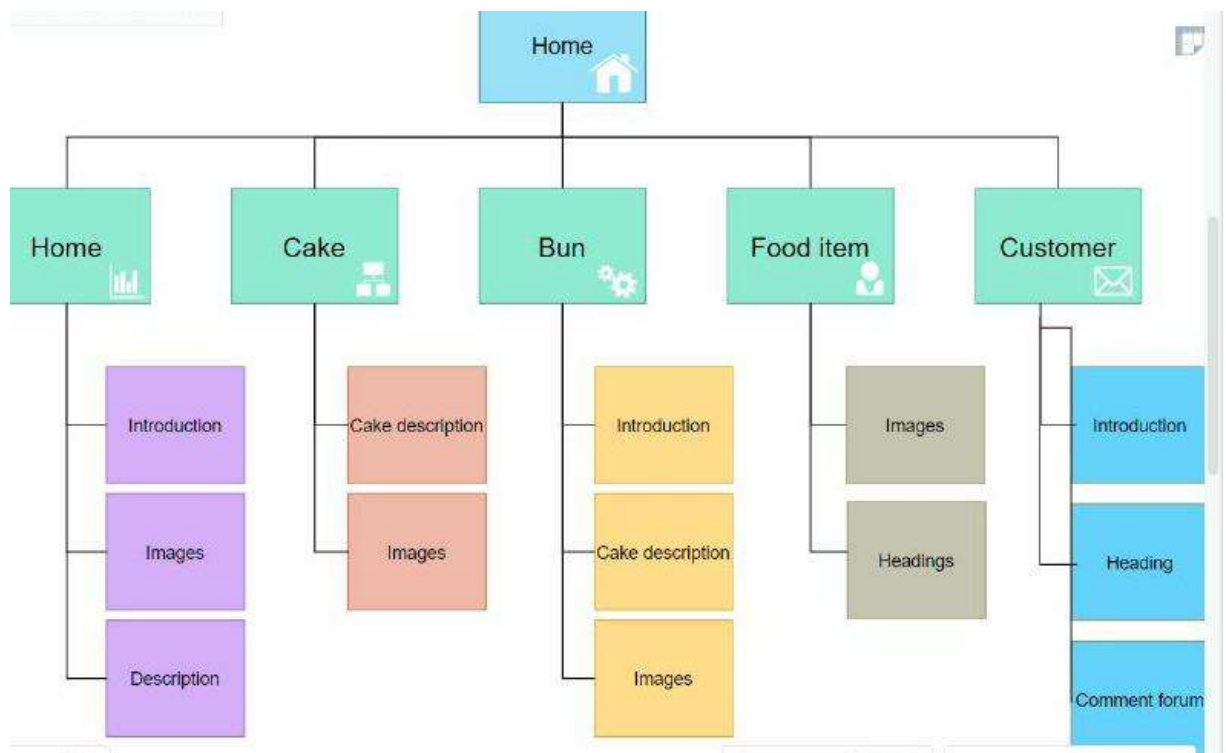 Home
Home
Cake
Bun
Food item
Customer
Introduction
Images
Description
Cake description
Images
Introduction
Cake description
Images
Images
Headings
Introduction
Heading
Comment forum